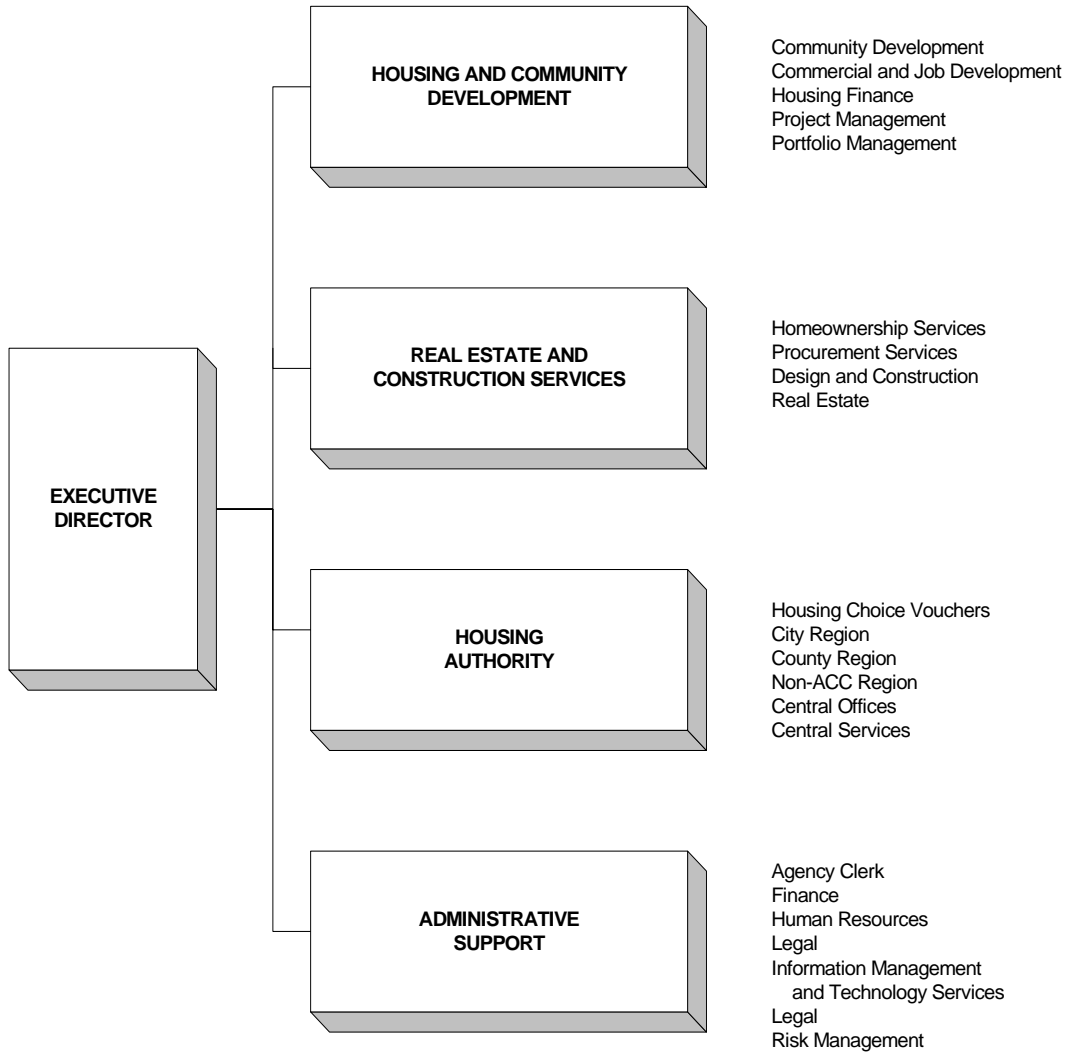 HOUSING AND COMMUNITY
DEVELOPMENT
Community Development
Commercial and Job Development
Housing Finance
Project Management
Portfolio Management
REAL ESTATE AND
CONSTRUCTION SERVICES
Homeownership Services
Procurement Services
Design and Construction
Real Estate
EXECUTIVE
DIRECTOR
HOUSING
AUTHORITY
Housing Choice Vouchers
City Region
County Region
Non-ACC Region
Central Offices
Central Services
ADMINISTRATIVE
SUPPORT
Agency Clerk
Finance
Human Resources
Legal
Information Management
and Technology Services
Legal
Risk Management